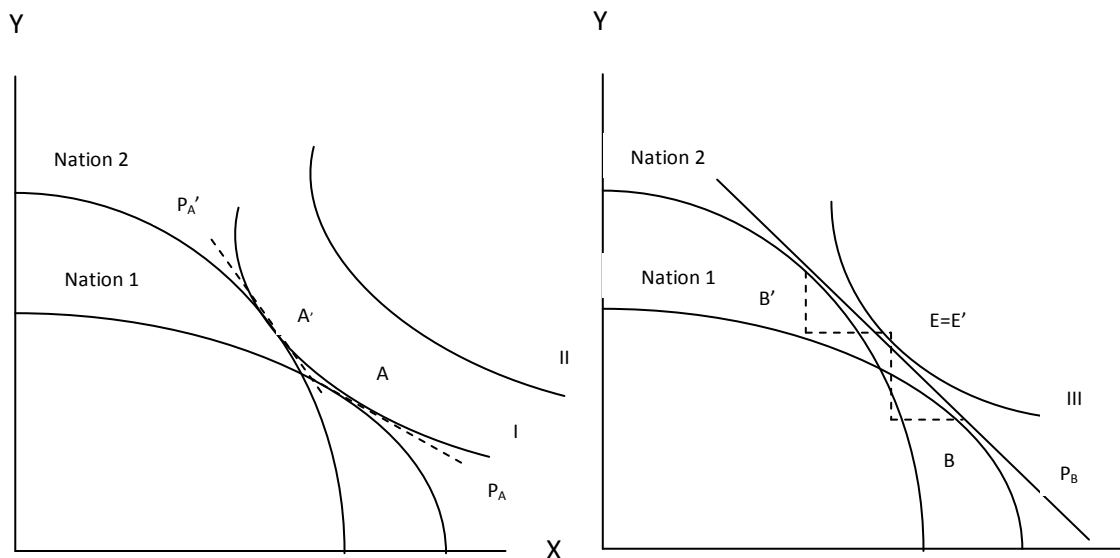 Y
Nation 2
P_A’
Nation 1
A’
A
II
I
P_A
X
Y
Nation 2
Nation 1
B’
E=E’
III
B
P_B